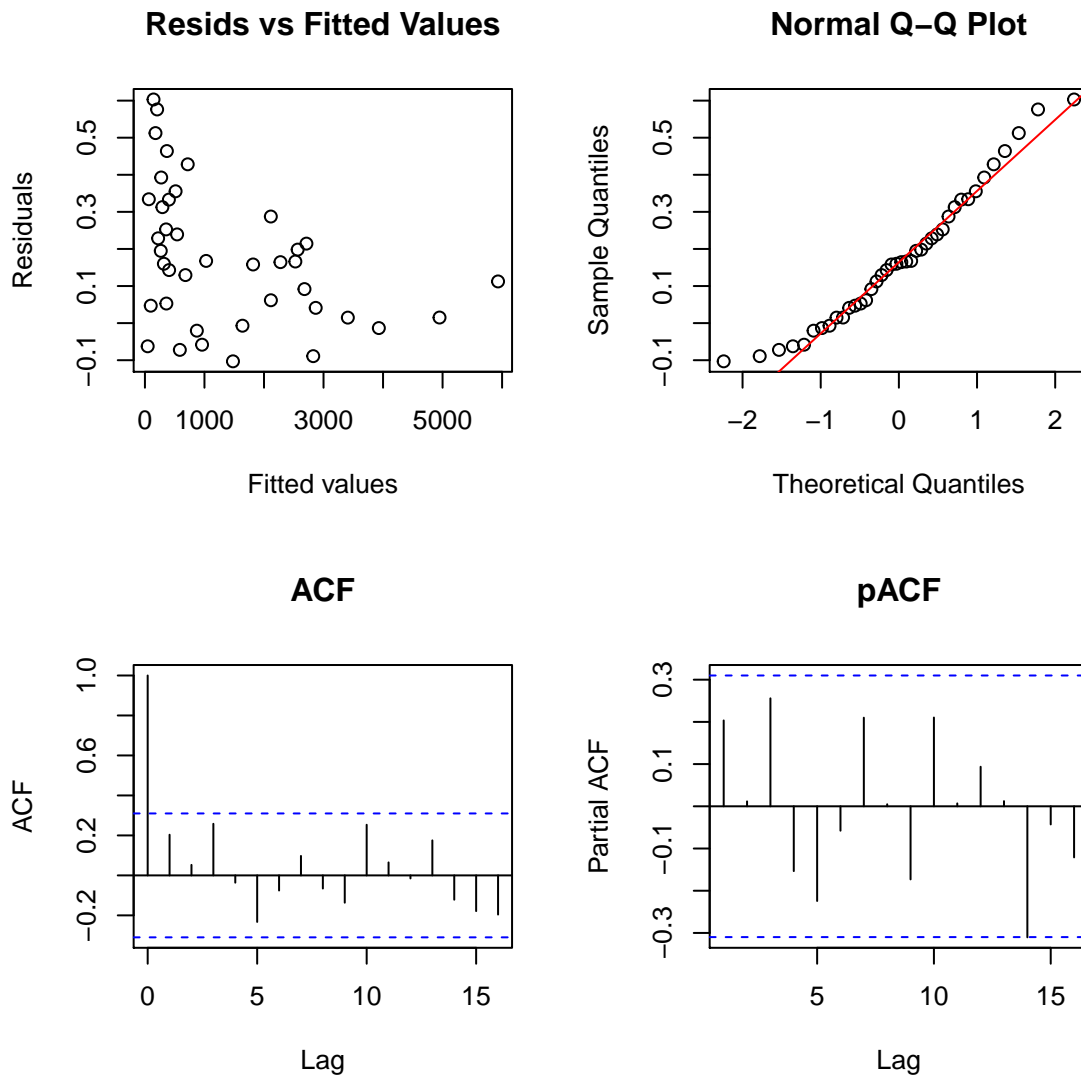 Resids vs Fitted Values
Residuals
−0.1 0.1 0.3 0.5
0 1000 3000 5000
Fitted values
Normal Q−Q Plot
Sample Quantiles
−0.1 0.1 0.3 0.5
−2 −1 0 1 2
Theoretical Quantiles
ACF
ACF
−0.2 0.2 0.6 1.0
0 5 10 15
Lag
pACF
Partial ACF
−0.3 −0.1 0.1 0.3
5 10 15
Lag